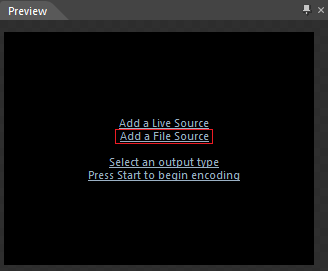 Preview
Add a Live Source
Add a File Source
Select an output type
Press Start to begin encoding